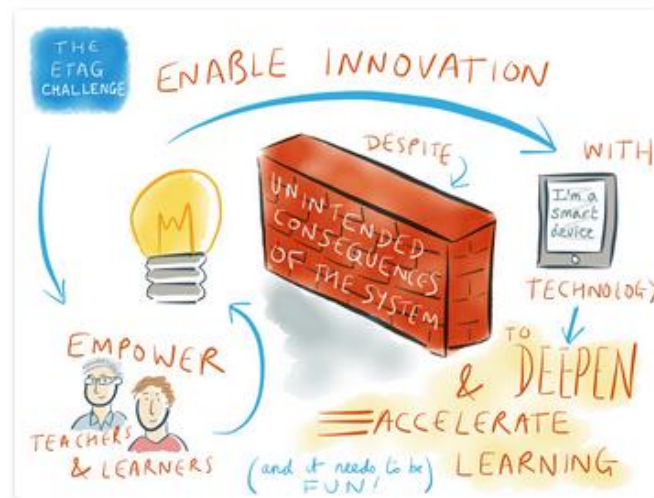 THE
ETAG
CHALLENGE
ENABLE INNOVATION
DESPITE
WITH
UNINTENDED
CONSEQUENCES
OF THE SYSTEM
I'm a
smart
device
TECHNOLOGY
EMPOWER
TEACHERS
& LEARNERS
TO
& DEEPEN
ACCELERATE
LEARNING
(and it needs to be)
FUN!